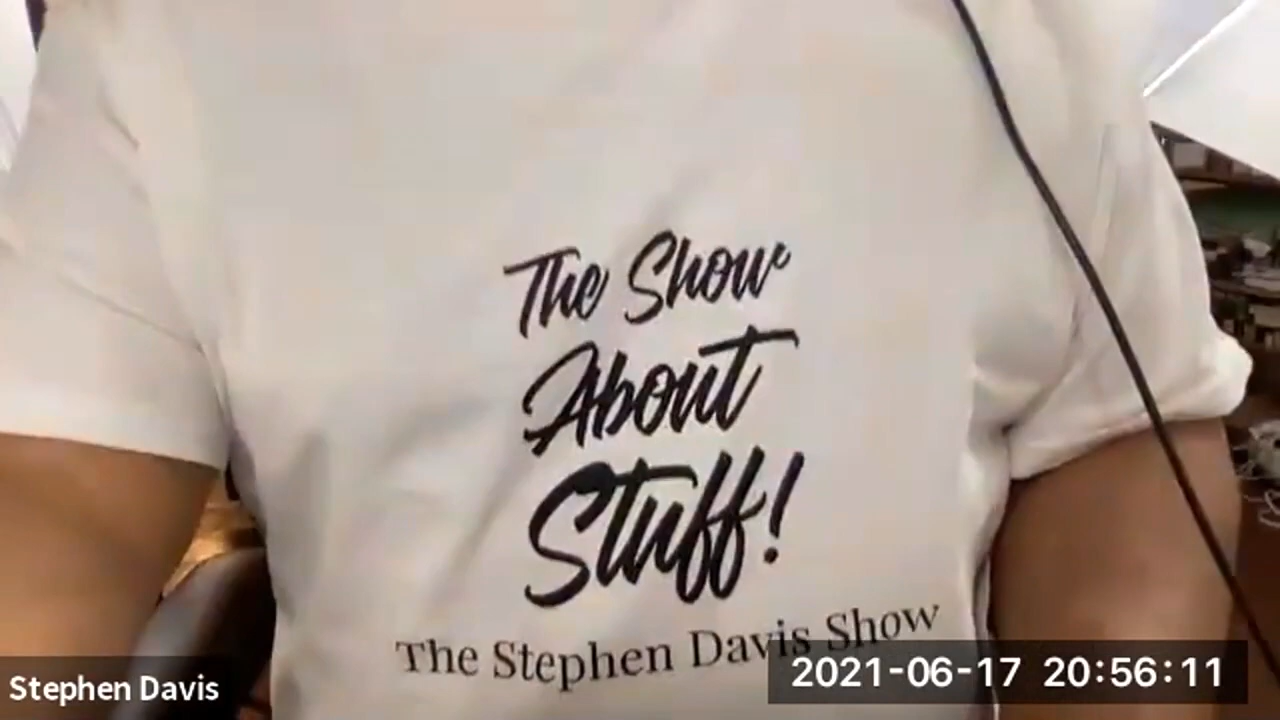 The Show
About
Stuff!
The Stephen Davis Show
Stephen Davis
2021-06-17 20:56:11